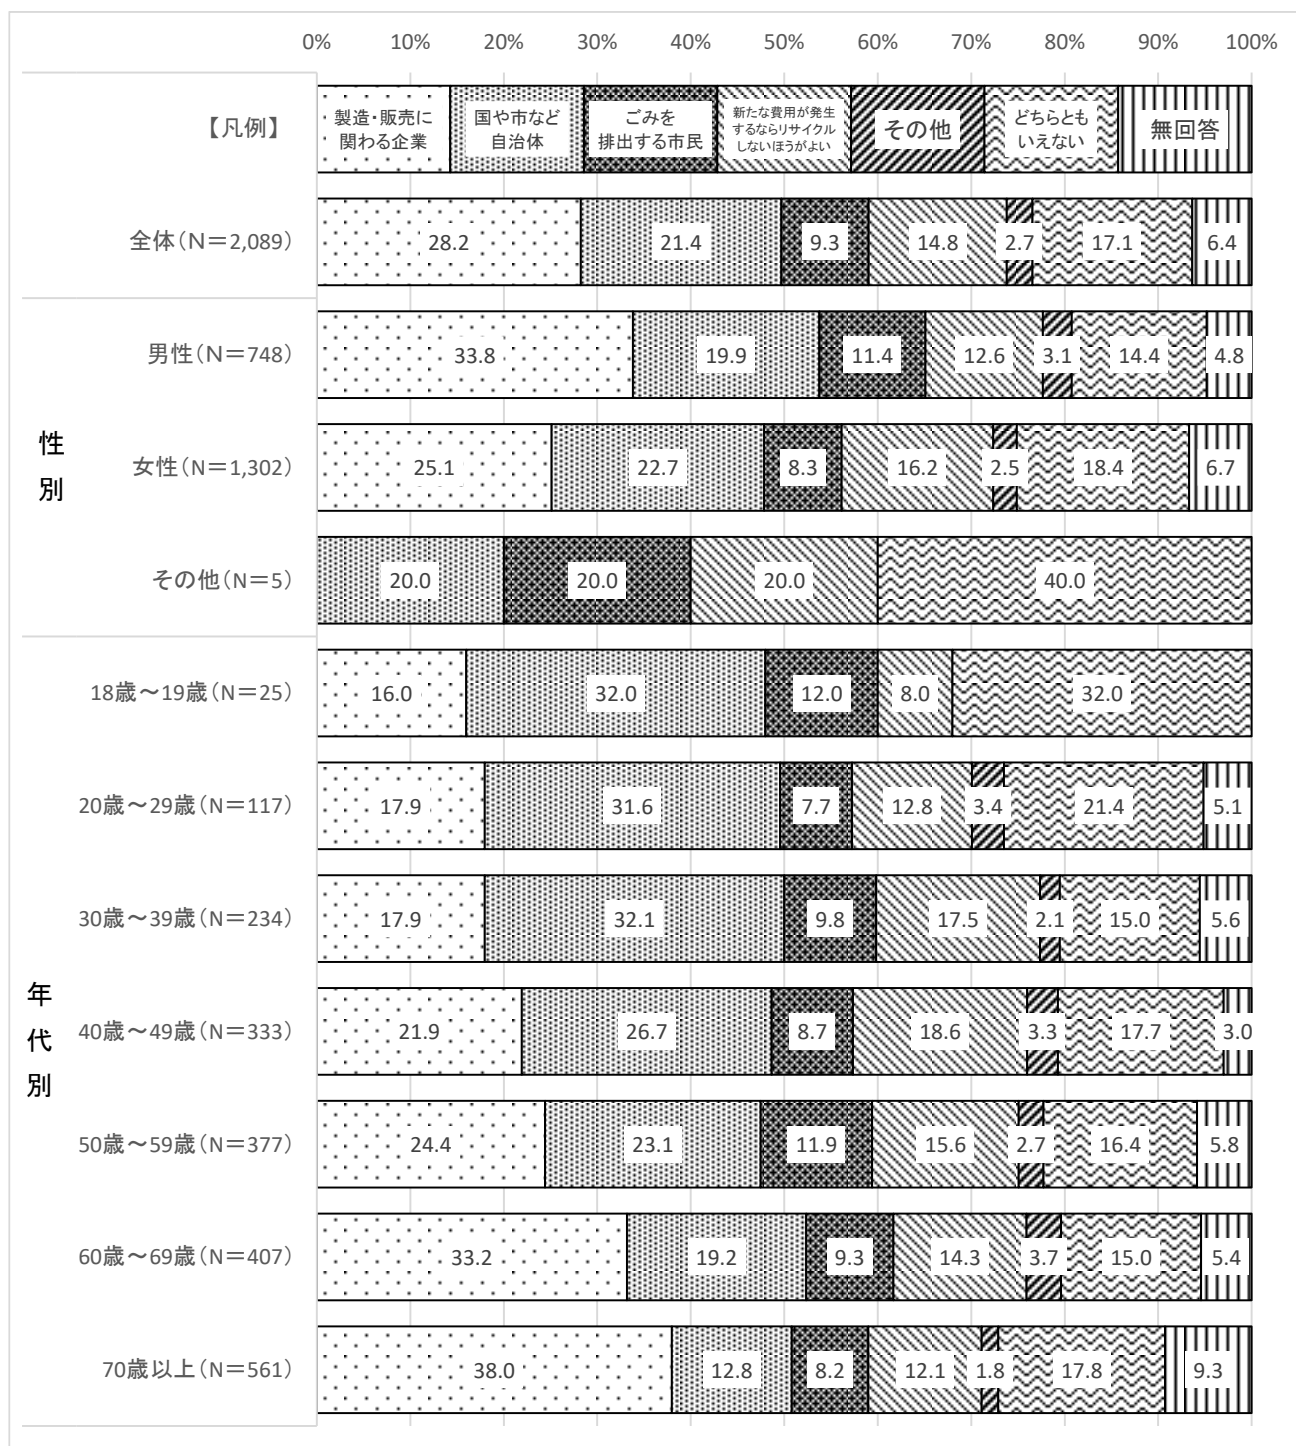 0% 10% 20% 30% 40% 50% 60% 70% 80% 90% 100%
【凡例】
製造・販売に
関わる企業
国や市など
自治体
ごみを
排出する市民
新たな費用が発生
するならリサイクル
しないほうがよい
その他
どちらとも
いえない
無回答
全体(N=2,089) 28.2 21.4 9.3 14.8 2.7 17.1 6.4
性別
男性(N=748) 33.8 19.9 11.4 12.6 3.1 14.4 4.8
女性(N=1,302) 25.1 22.7 8.3 16.2 2.5 18.4 6.7
その他(N=5) 20.0 20.0 20.0 40.0
年代別
18歳～19歳(N=25) 16.0 32.0 12.0 8.0 32.0
20歳～29歳(N=117) 17.9 31.6 7.7 12.8 3.4 21.4 5.1
30歳～39歳(N=234) 17.9 32.1 9.8 17.5 2.1 15.0 5.6
40歳～49歳(N=333) 21.9 26.7 8.7 18.6 3.3 17.7 3.0
50歳～59歳(N=377) 24.4 23.1 11.9 15.6 2.7 16.4 5.8
60歳～69歳(N=407) 33.2 19.2 9.3 14.3 3.7 15.0 5.4
70歳以上(N=561) 38.0 12.8 8.2 12.1 1.8 17.8 9.3